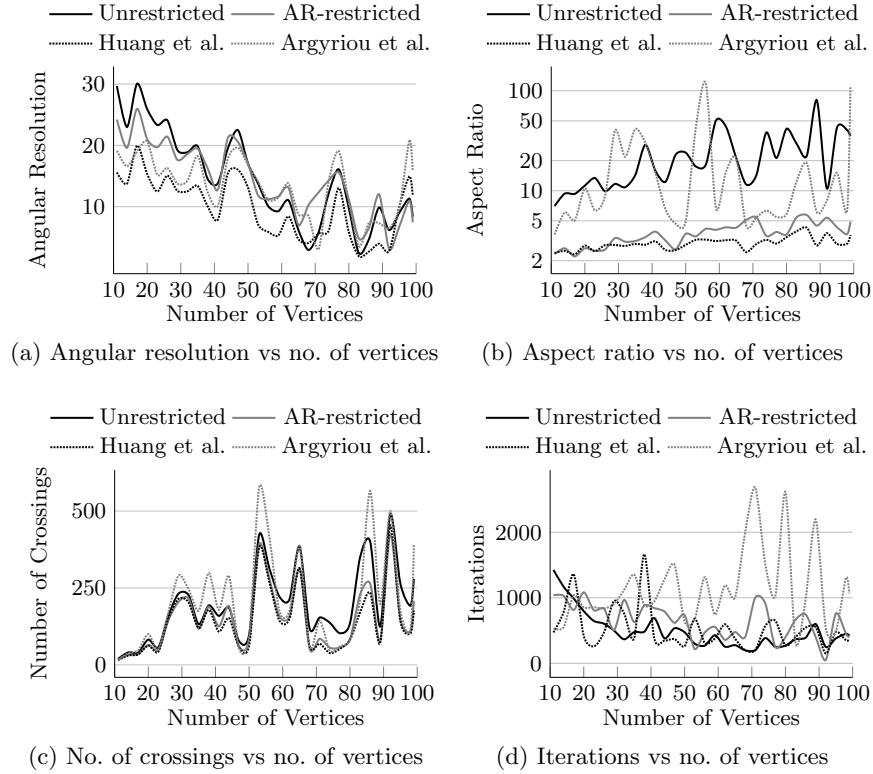 Unrestricted
AR-restricted
Huang et al.
Argyriou et al.
Angular Resolution
30
20
10
10 20 30 40 50 60 70 80 90 100
Number of Vertices
(a) Angular resolution vs no. of vertices
Unrestricted
AR-restricted
Huang et al.
Argyriou et al.
Aspect Ratio
100
50
20
10
5
2
10 20 30 40 50 60 70 80 90 100
Number of Vertices
(b) Aspect ratio vs no. of vertices
Unrestricted
AR-restricted
Huang et al.
Argyriou et al.
Number of Crossings
500
250
0
10 20 30 40 50 60 70 80 90 100
Number of Vertices
(c) No. of crossings vs no. of vertices
Unrestricted
AR-restricted
Huang et al.
Argyriou et al.
Iterations
2000
1000
0
10 20 30 40 50 60 70 80 90 100
Number of Vertices
(d) Iterations vs no. of vertices